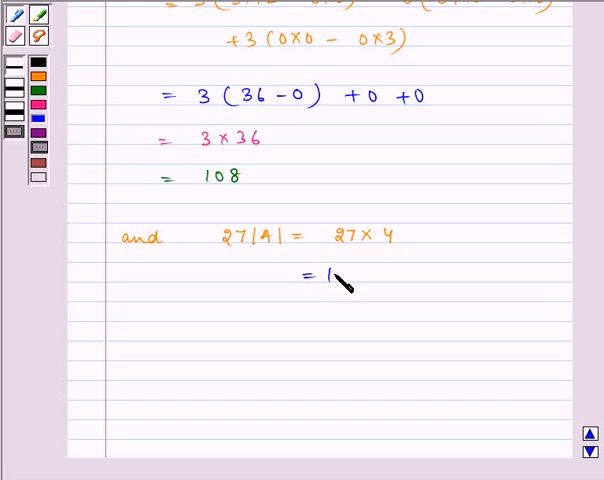 +3 (0×0 − 0×3)
= 3 (36 − 0) + 0 + 0
= 3 × 36
= 108
and 27|A| = 27 × 4
= 1